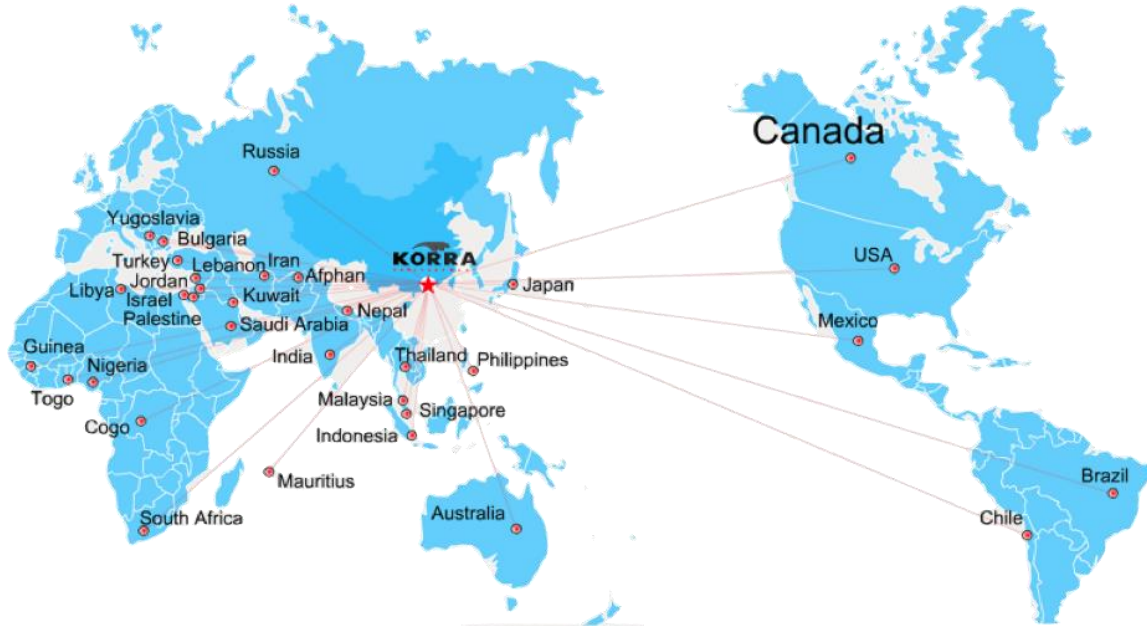 Canada
Russia
Yugoslavia
Bulgaria
KORRA
Turkey
Lebanon
Iran
Afphan
USA
Libya
Jordan
Israel
Kuwait
Japan
Palestine
Nepal
Saudi Arabia
Mexico
Guinea
Nigeria
India
Thailand
Philippines
Togo
Malaysia
Singapore
Cogo
Indonesia
Mauritius
Brazil
South Africa
Australia
Chile